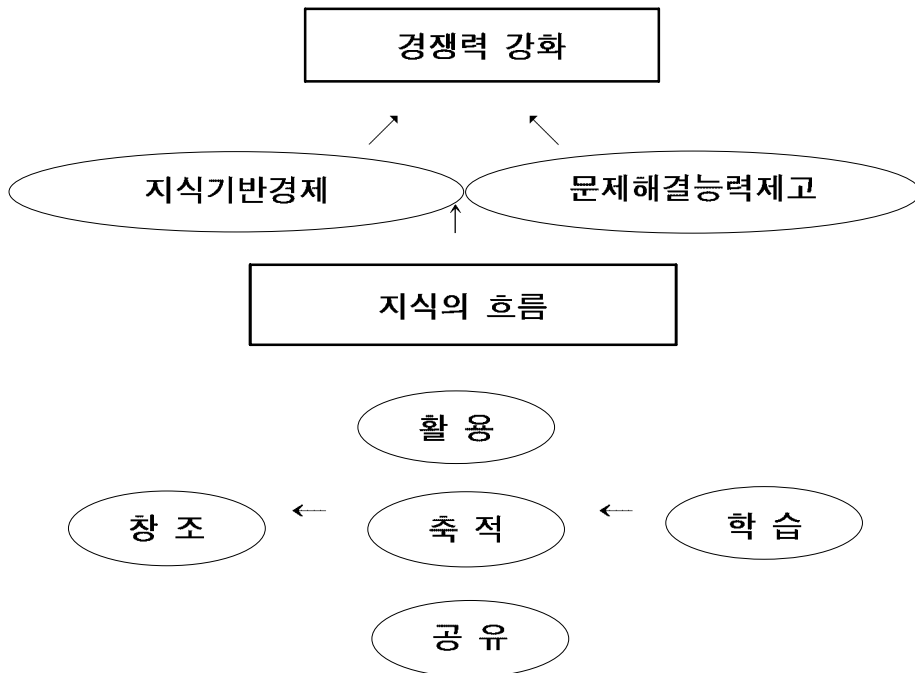 경쟁력 강화
지식기반경제
문제해결능력제고
지식의 흐름
활 용
창 조
축 적
학 습
공 유